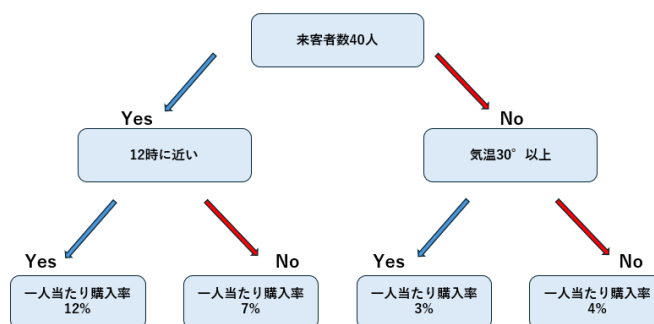 来客者数40人
Yes
No
12時に近い
気温30°以上
Yes
No
Yes
No
一人当たり購入率
12%
一人当たり購入率
7%
一人当たり購入率
3%
一人当たり購入率
4%